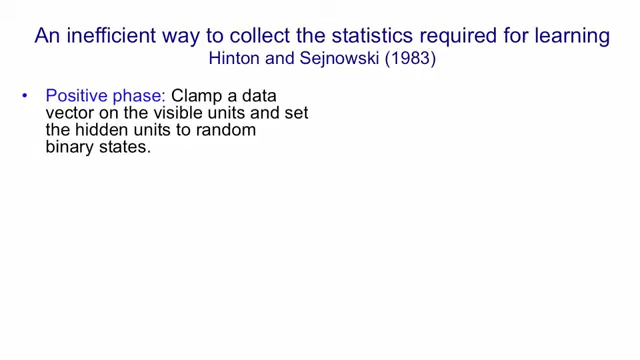 An inefficient way to collect the statistics required for learning
Hinton and Sejnowski (1983)
• Positive phase: Clamp a data
vector on the visible units and set
the hidden units to random
binary states.